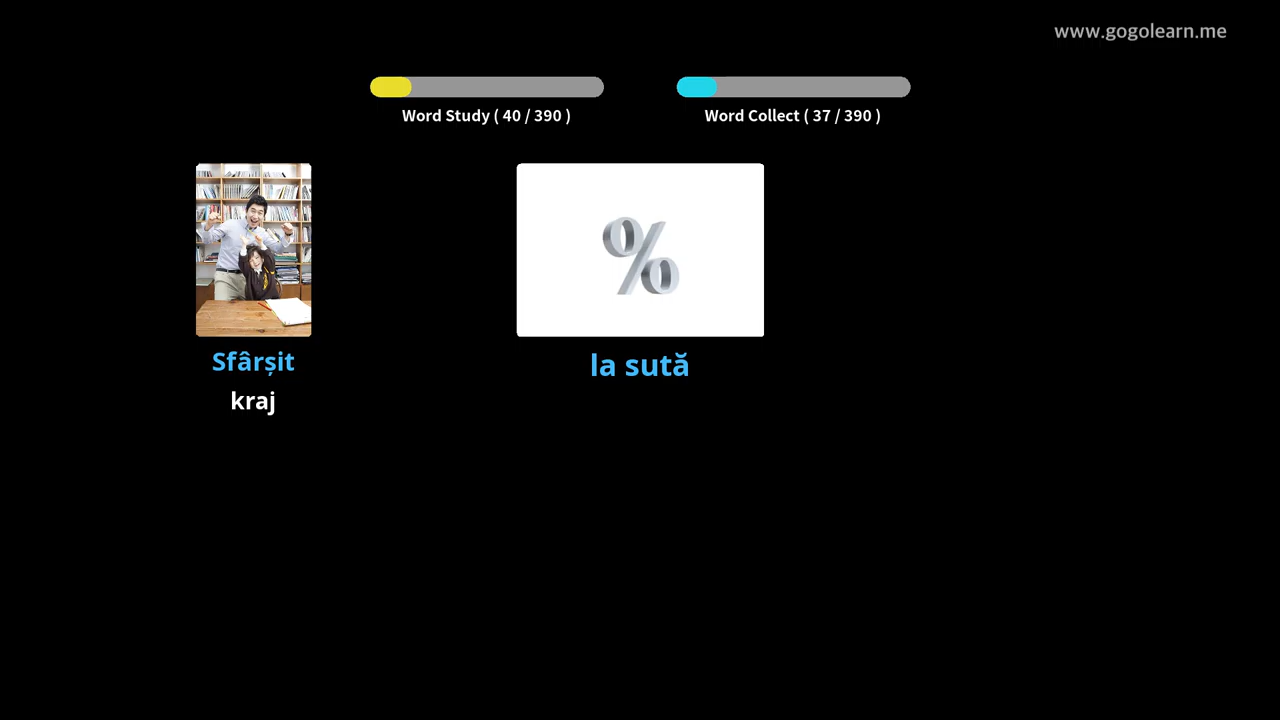 www.gogolearn.me
Word Study ( 40 / 390 )
Word Collect ( 37 / 390 )
%
Sfârșit
kraj
la sută